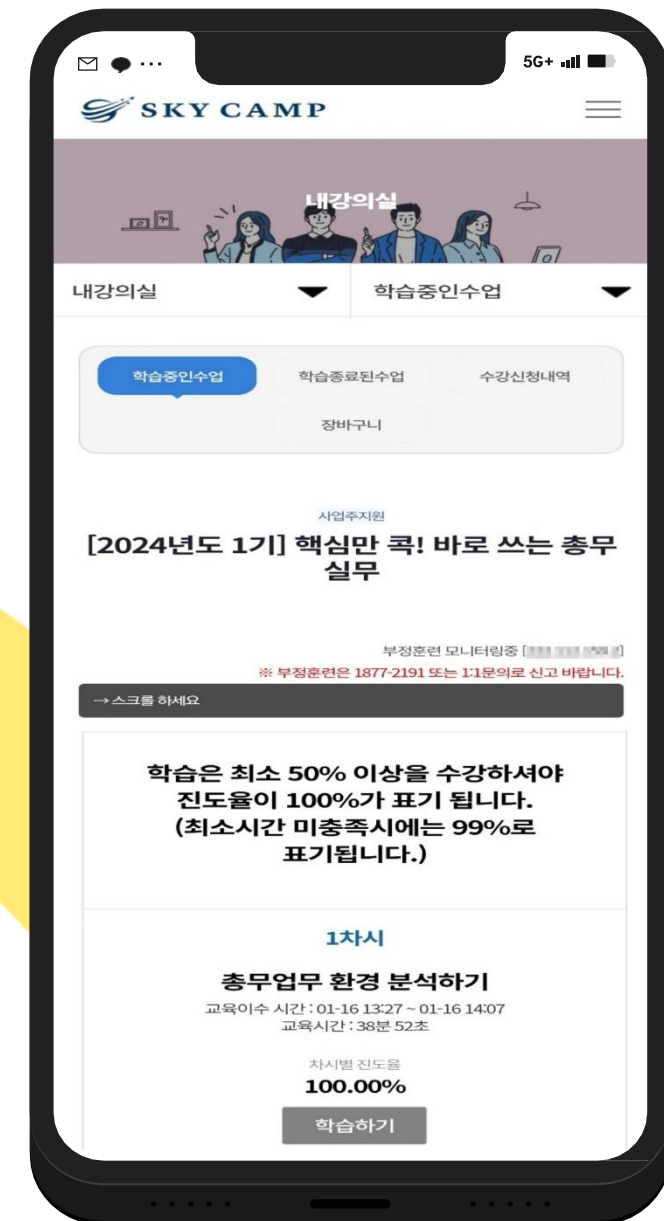 5G+
SKY CAMP
내강의실
내강의실
학습중인수업
학습중인수업
학습종료된수업
수강신청내역
장바구니
사업주지원
[2024년도 1기] 핵심만 콕! 바로 쓰는 총무
실무
부정훈련 모니터링중 [
※ 부정훈련은 1877-2191 또는 1:1문의로 신고 바랍니다.
→스크롤 하세요
학습은 최소 50% 이상을 수강하셔야
진도율이 100%가 표기 됩니다.
(최소시간 미충족시에는 99%로
표기됩니다.)
1차시
총무업무 환경 분석하기
교육이수 시간 : 01-16 13:27 ~ 01-16 14:07
교육시간 : 38분 52초
차시별 진도율
100.00%
학습하기